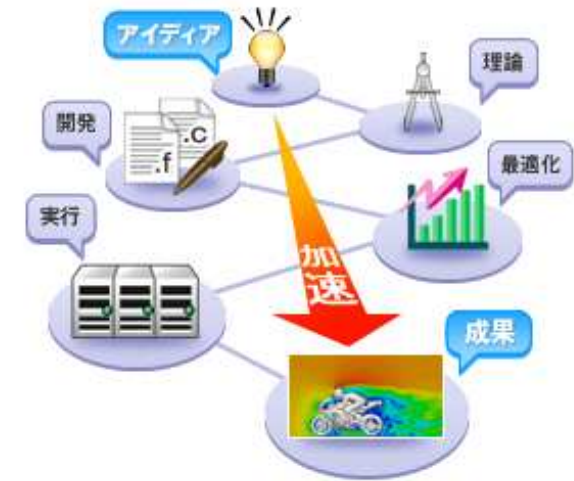 アイディア
理論
開発
.c
.f
最適化
実行
加速
成果